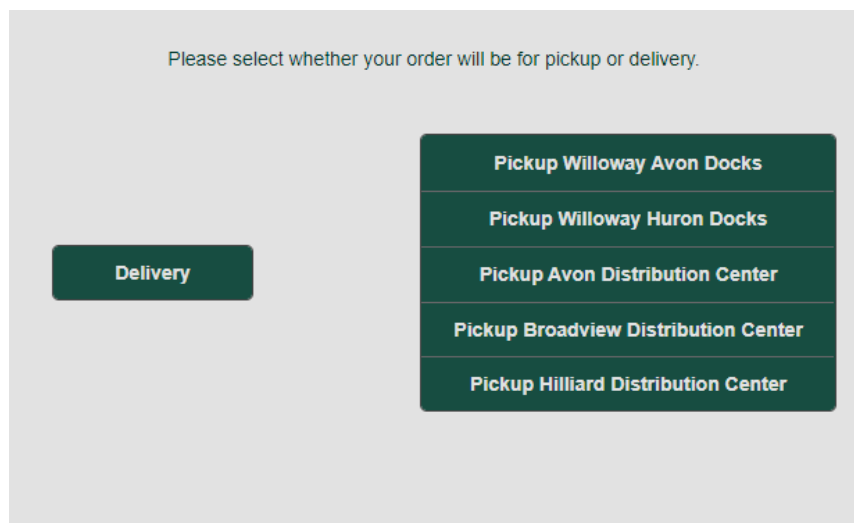 Please select whether your order will be for pickup or delivery.
Delivery
Pickup Willoway Avon Docks
Pickup Willoway Huron Docks
Pickup Avon Distribution Center
Pickup Broadview Distribution Center
Pickup Hilliard Distribution Center